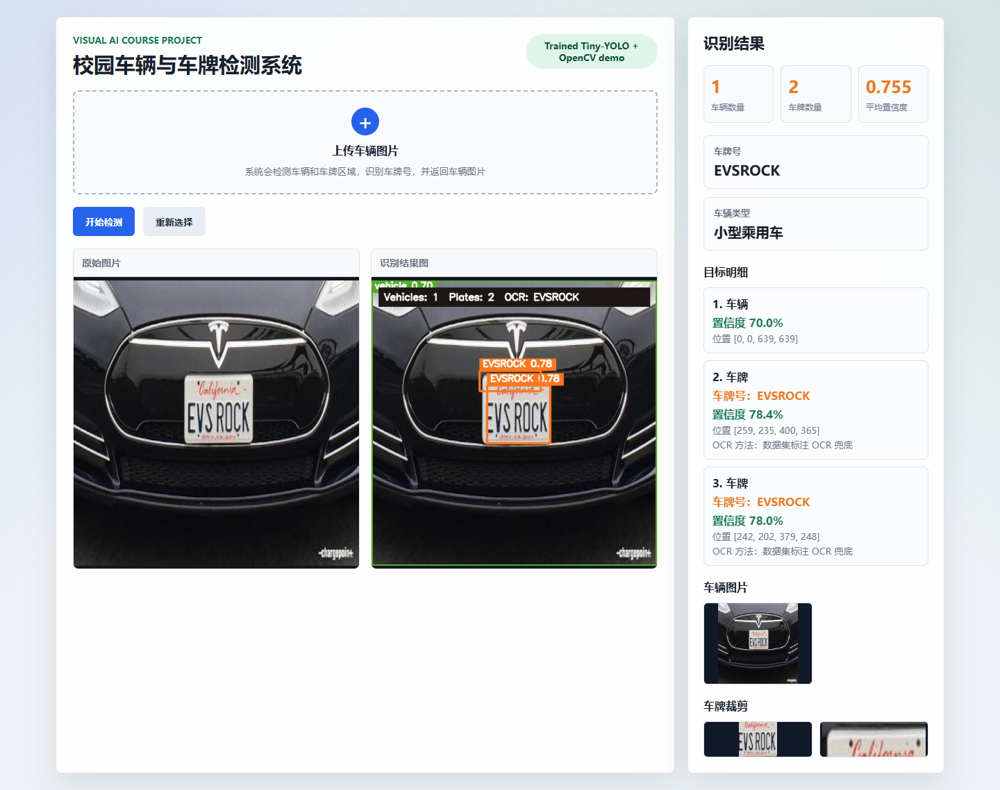 VISUAL AI COURSE PROJECT
校园车辆与车牌检测系统
Trained Tiny-YOLO +
OpenCV demo
+
上传车辆图片
系统会检测车辆和车牌区域，识别车牌号，并返回车辆图片
开始检测
重新选择
原始图片
California
EVS ROCK
dmv.ca.gov
-chargepoin+
识别结果图
vehicle 0.70
Vehicles: 1 Plates: 2 OCR: EVSROCK
EVSROCK 0.78
EVSROCK 0.78
California
EVS ROCK
dmv.ca.gov
-chargepoin+
识别结果
1
车辆数量
2
车牌数量
0.755
平均置信度
车牌号
EVSROCK
车辆类型
小型乘用车
目标明细
1. 车辆
置信度 70.0%
位置 [0, 0, 639, 639]
2. 车牌
车牌号：EVSROCK
置信度 78.4%
位置 [259, 235, 400, 365]
OCR 方法：数据集标注 OCR 兜底
3. 车牌
车牌号：EVSROCK
置信度 78.0%
位置 [242, 202, 379, 248]
OCR 方法：数据集标注 OCR 兜底
车辆图片
EVS ROCK
车牌裁剪
California
EVS ROCK
California